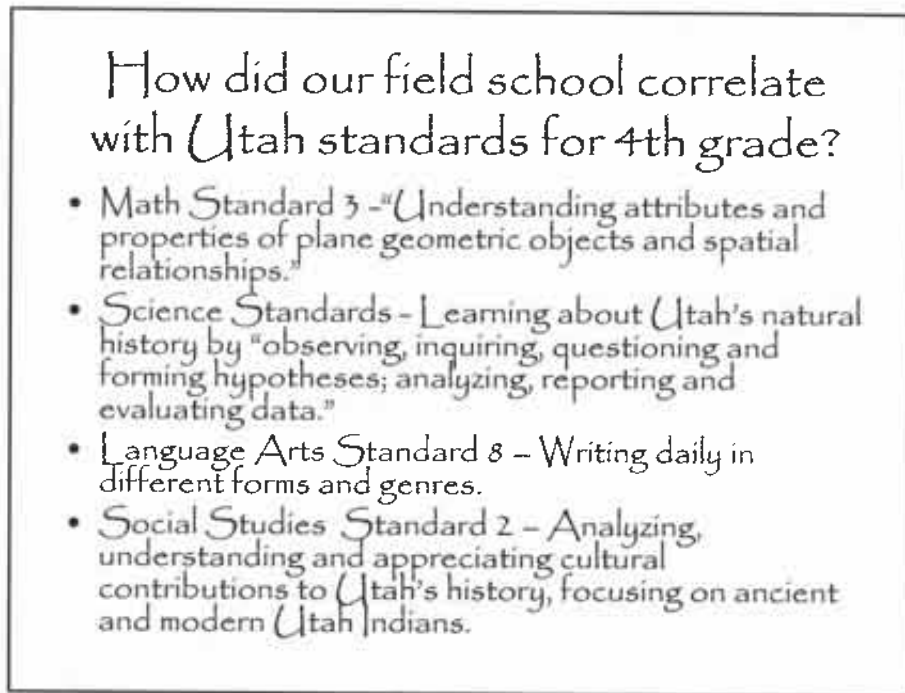 How did our field school correlate
with Utah standards for 4th grade?
• Math Standard 3 -"Understanding attributes and
properties of plane geometric objects and spatial
relationships."
• Science Standards - Learning about Utah's natural
history by "observing, inquiring, questioning and
forming hypotheses; analyzing, reporting and
evaluating data."
• Language Arts Standard 8 – Writing daily in
different forms and genres.
• Social Studies Standard 2 – Analyzing,
understanding and appreciating cultural
contributions to Utah's history, focusing on ancient
and modern Utah Indians.